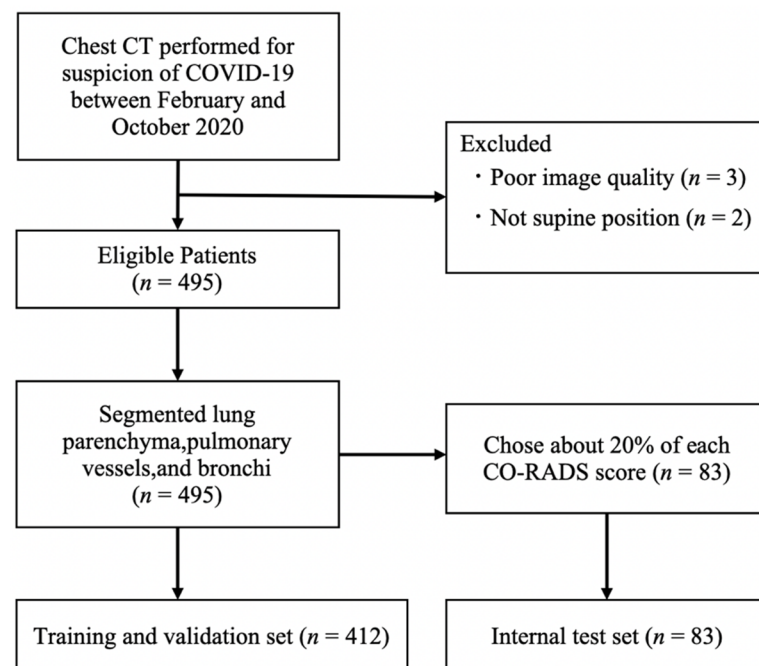 Chest CT performed for
suspicion of COVID-19
between February and
October 2020
Excluded
・Poor image quality (n = 3)
・Not supine position (n = 2)
Eligible Patients
(n = 495)
Segmented lung
parenchyma,pulmonary
vessels,and bronchi
(n = 495)
Chose about 20% of each
CO-RADS score (n = 83)
Training and validation set (n = 412)
Internal test set (n = 83)